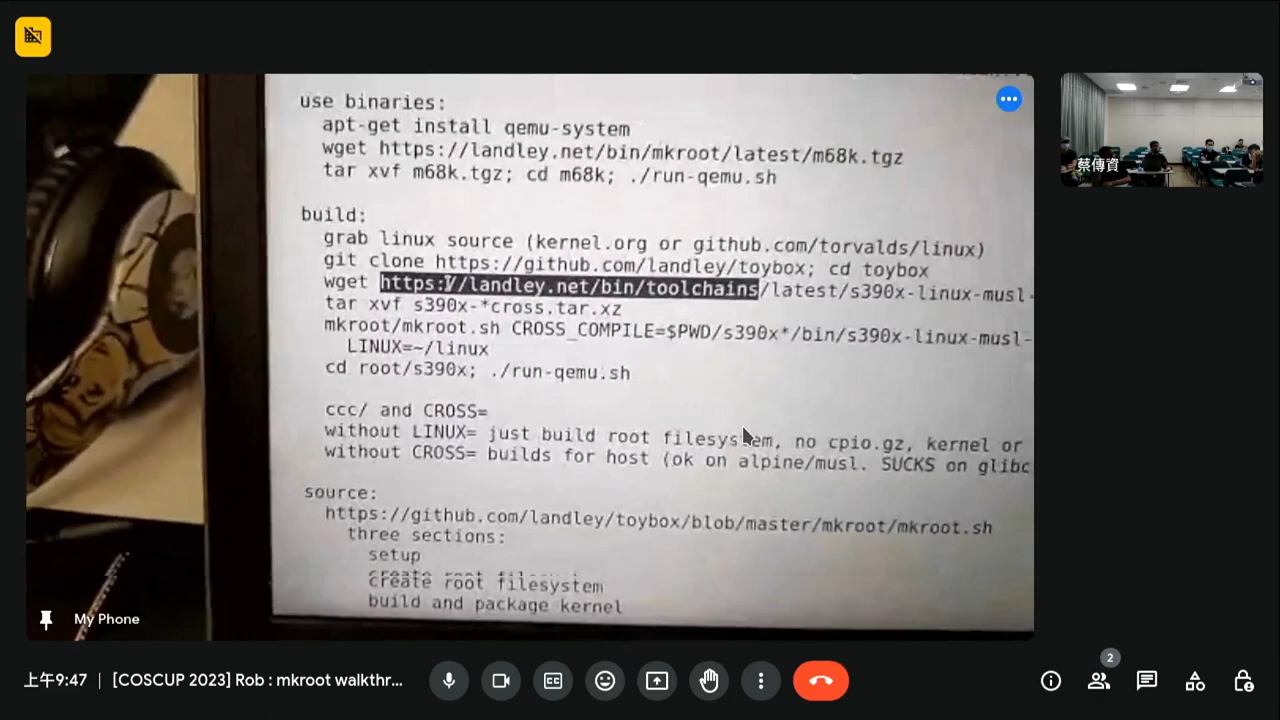 use binaries:
apt-get install qemu-system
wget https://landley.net/bin/mkroot/latest/m68k.tgz
tar xvf m68k.tgz; cd m68k; ./run-qemu.sh
build:
grab linux source (kernel.org or github.com/torvalds/linux)
git clone https://github.com/landley/toybox; cd toybox
wget https://landley.net/bin/toolchains/latest/s390x-linux-musl-
tar xvf s390x-*cross.tar.xz
mkroot/mkroot.sh CROSS_COMPILE=$PWD/s390x*/bin/s390x-linux-musl-
LINUX=~/linux
cd root/s390x; ./run-qemu.sh
ccc/ and CROSS=
without LINUX= just build root filesystem, no cpio.gz, kernel or
without CROSS= builds for host (ok on alpine/musl. SUCKS on glibc
source:
https://github.com/landley/toybox/blob/master/mkroot/mkroot.sh
three sections:
setup
create root filesystem
build and package kernel
My Phone
蔡傳資
上午9:47 | [COSCUP 2023] Rob : mkroot walkthr...
2